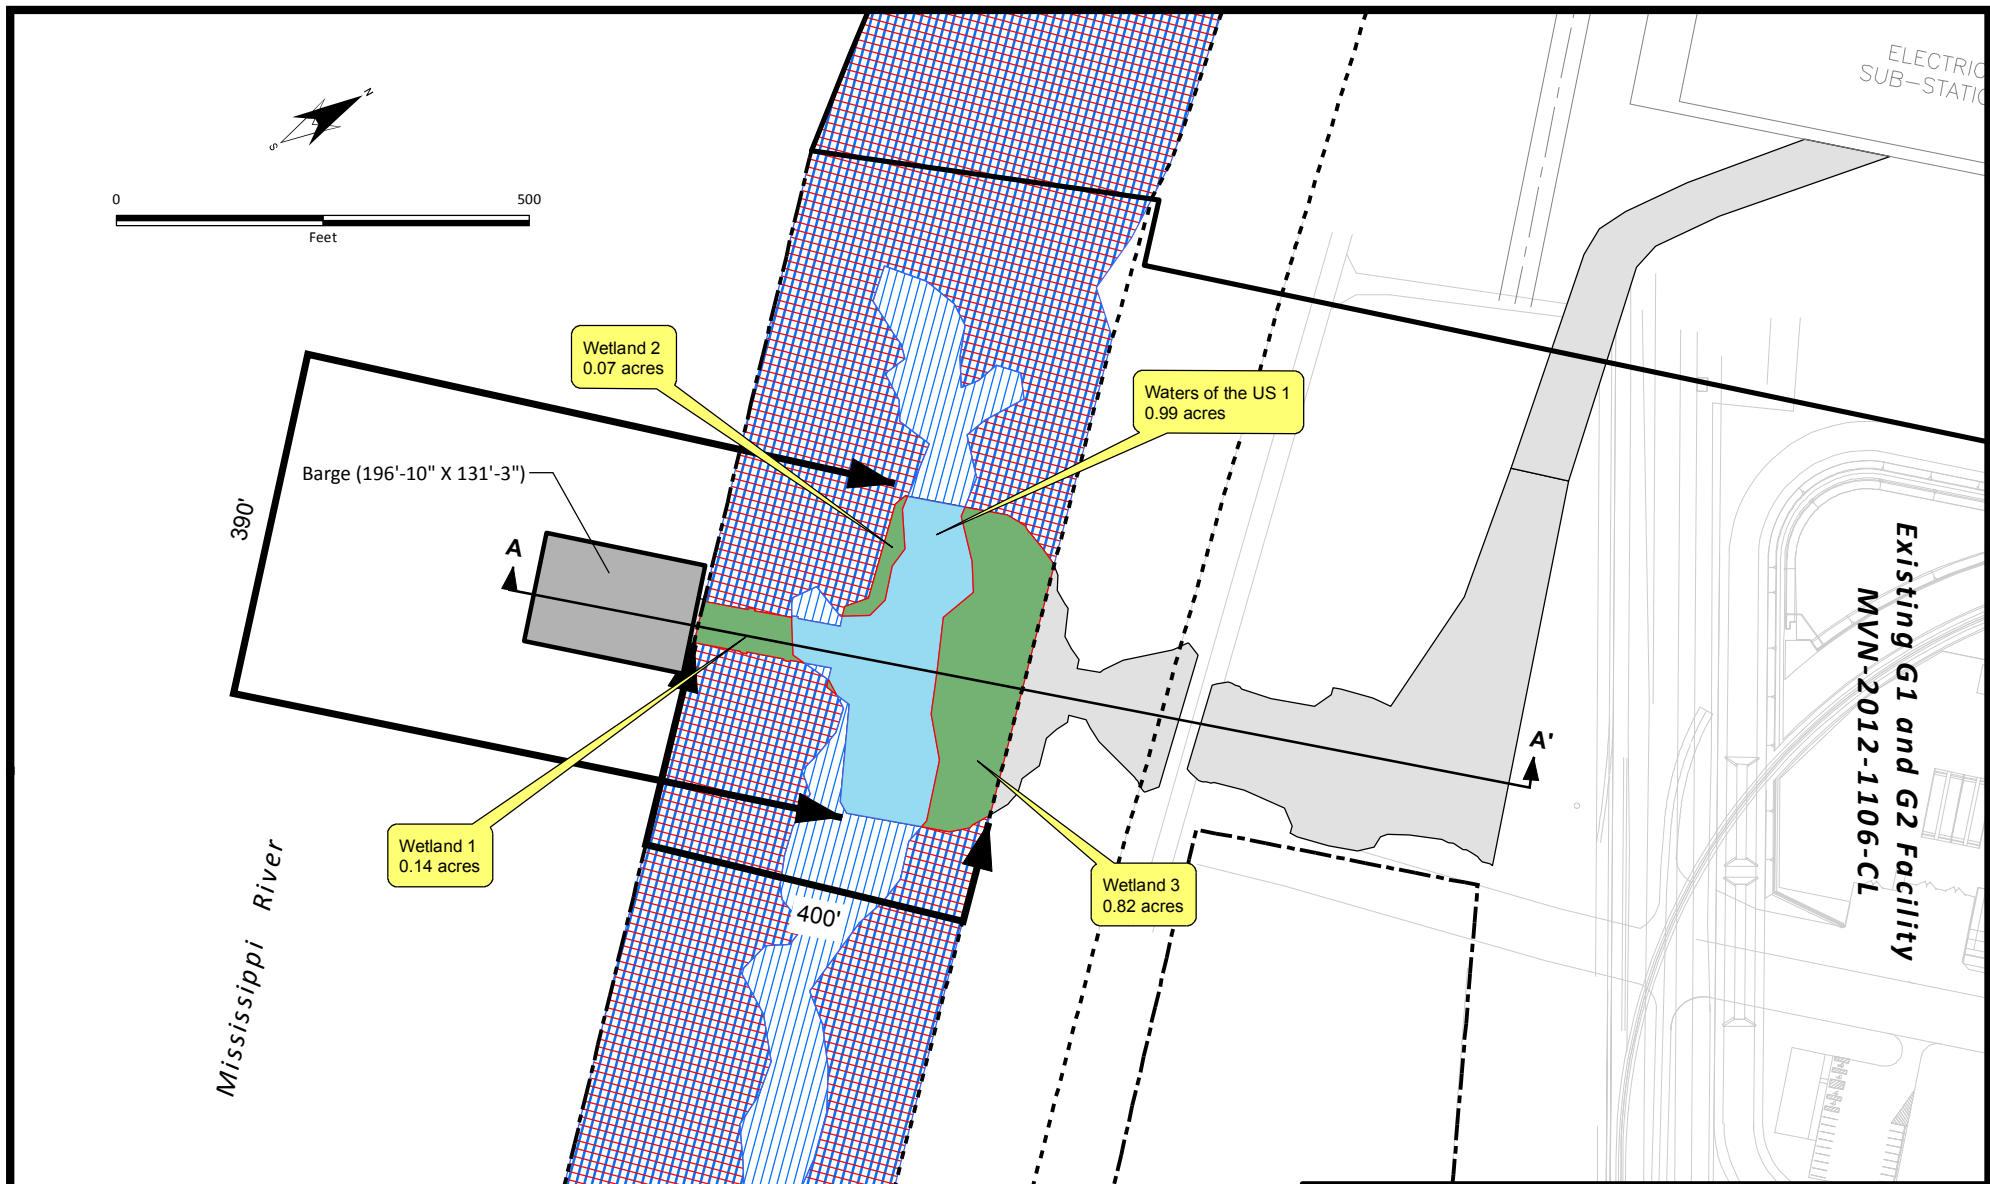 ELECTRIC
N
S
0
500
Feet
Wetland 2
0.07 acres
Waters of the US 1
0.99 acres
Barge (196'-10" X 131'-3")
390'
A
A'
Existing G1 and G2 Facility
MVN-2012-1106-CL
Wetland 1
0.14 acres
Wetland 3
0.82 acres
400'
Mississippi River